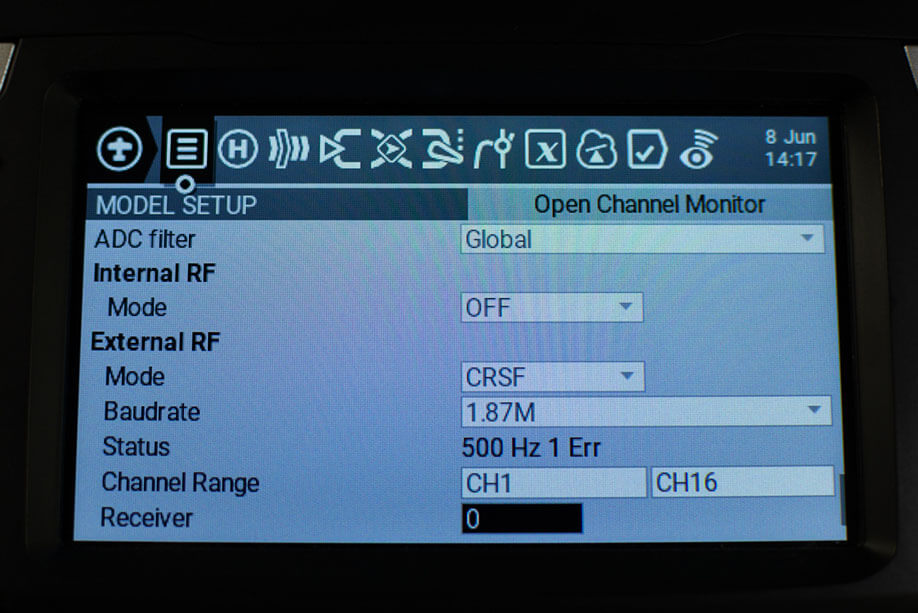 8 Jun
14:17
MODEL SETUP Open Channel Monitor
ADC filter Global
Internal RF
Mode OFF
External RF
Mode CRSF
Baudrate 1.87M
Status 500 Hz 1 Err
Channel Range CH1 CH16
Receiver 0